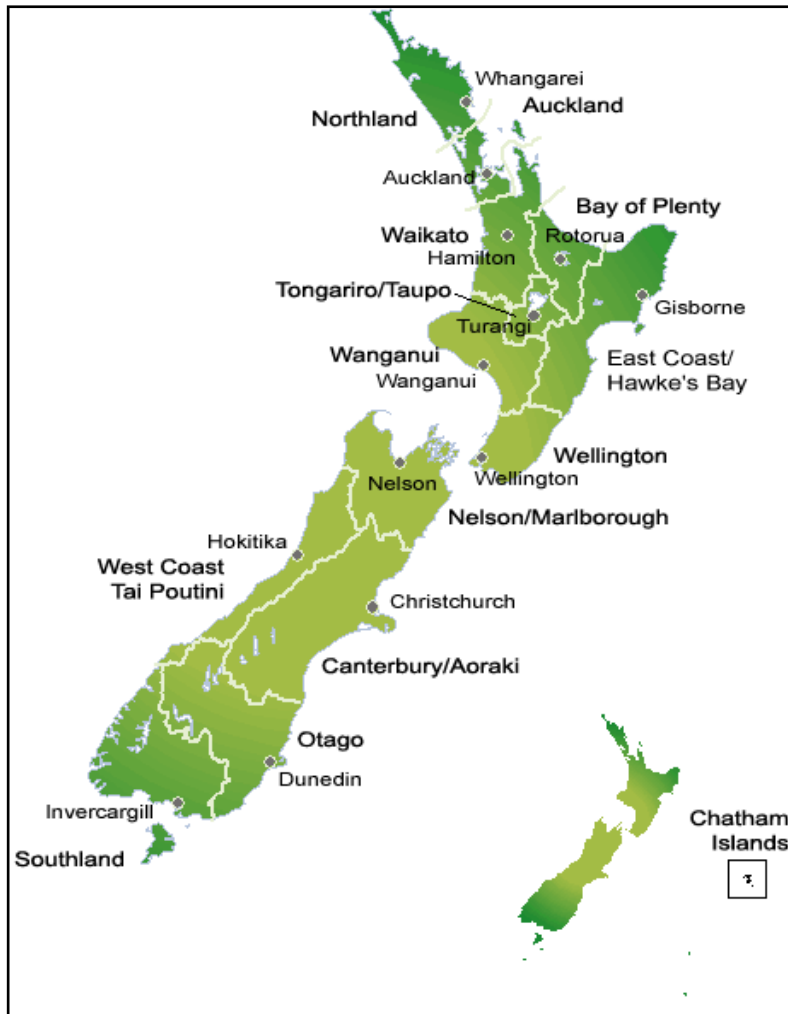 Whangarei
Auckland
Northland
Auckland
Bay of Plenty
Waikato
Rotorua
Hamilton
Tongariro/Taupo
Gisborne
Turangi
Wanganui
East Coast/
Hawke's Bay
Wanganui
Wellington
Nelson
Wellington
Nelson/Marlborough
Hokitika
West Coast
Tai Poutini
Christchurch
Canterbury/Aoraki
Otago
Dunedin
Invercargill
Chatham
Islands
Southland